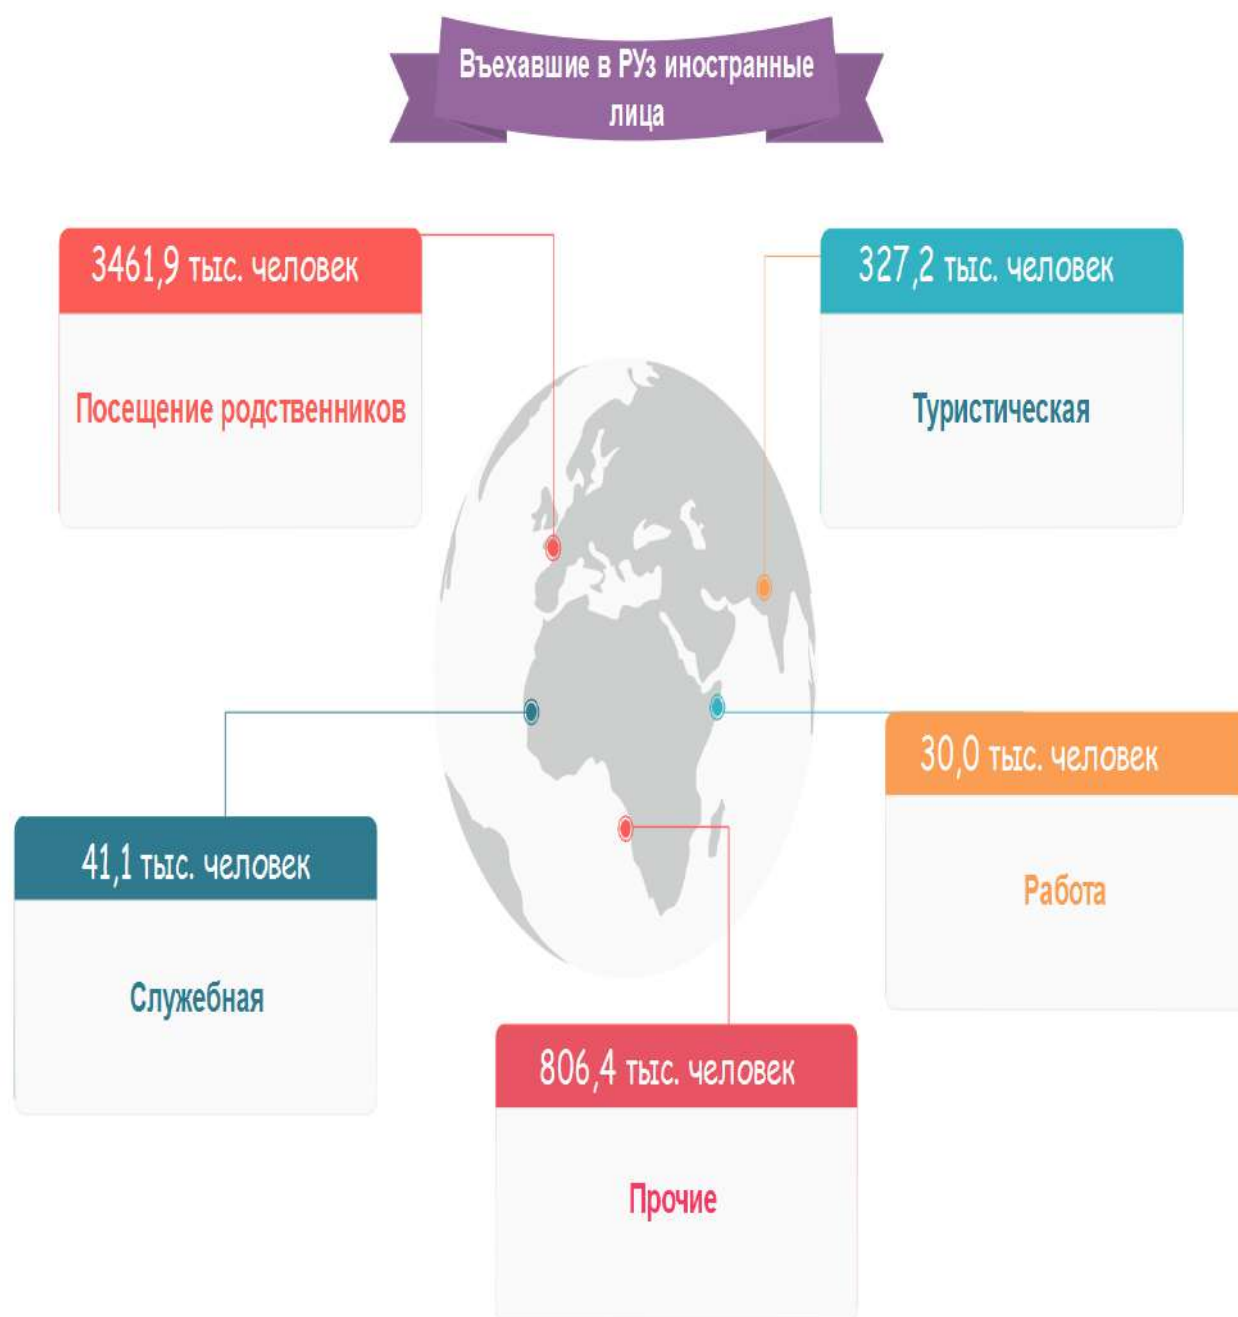 Въехавшие в РУз иностранные
лица
3461,9 тыс. человек
Посещение родственников
327,2 тыс. человек
Туристическая
30,0 тыс. человек
Работа
41,1 тыс. человек
Служебная
806,4 тыс. человек
Прочие